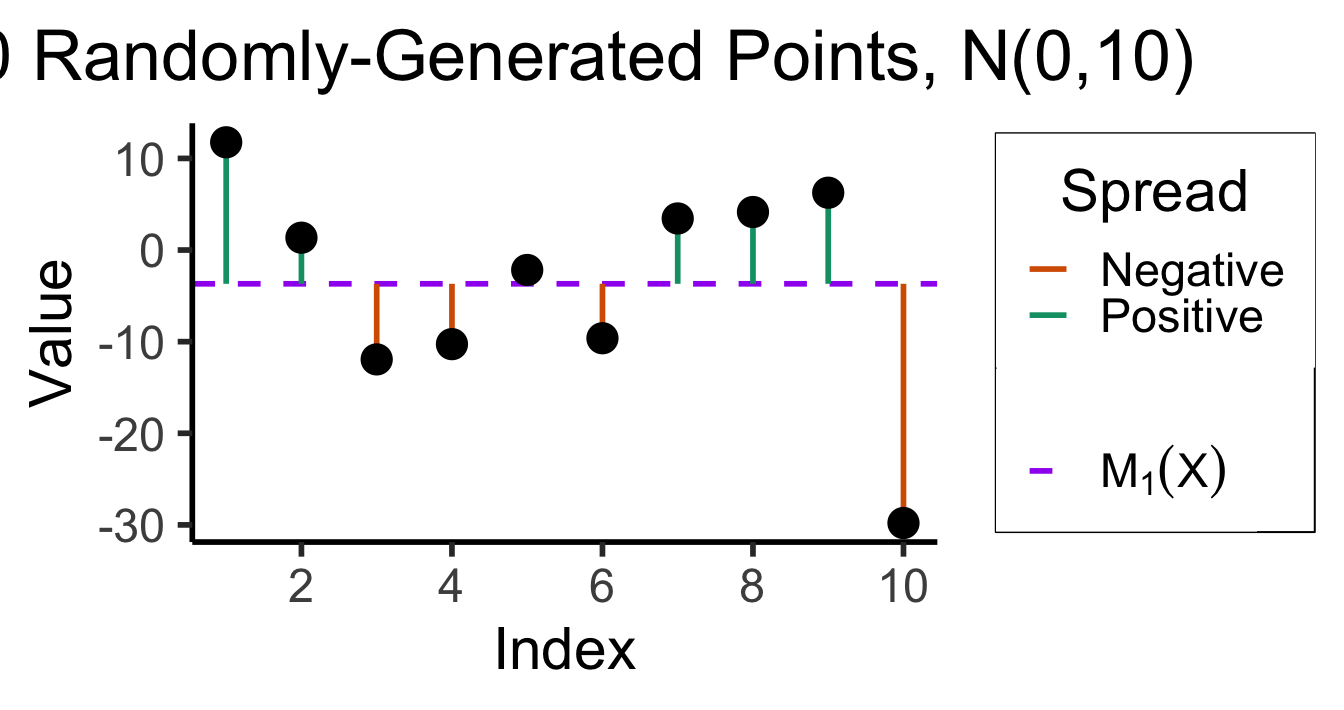 0 Randomly-Generated Points, N(0,10)
10
0
-10
-20
-30
Value
2 4 6 8 10
Index
Spread
Negative
Positive
M₁(X)